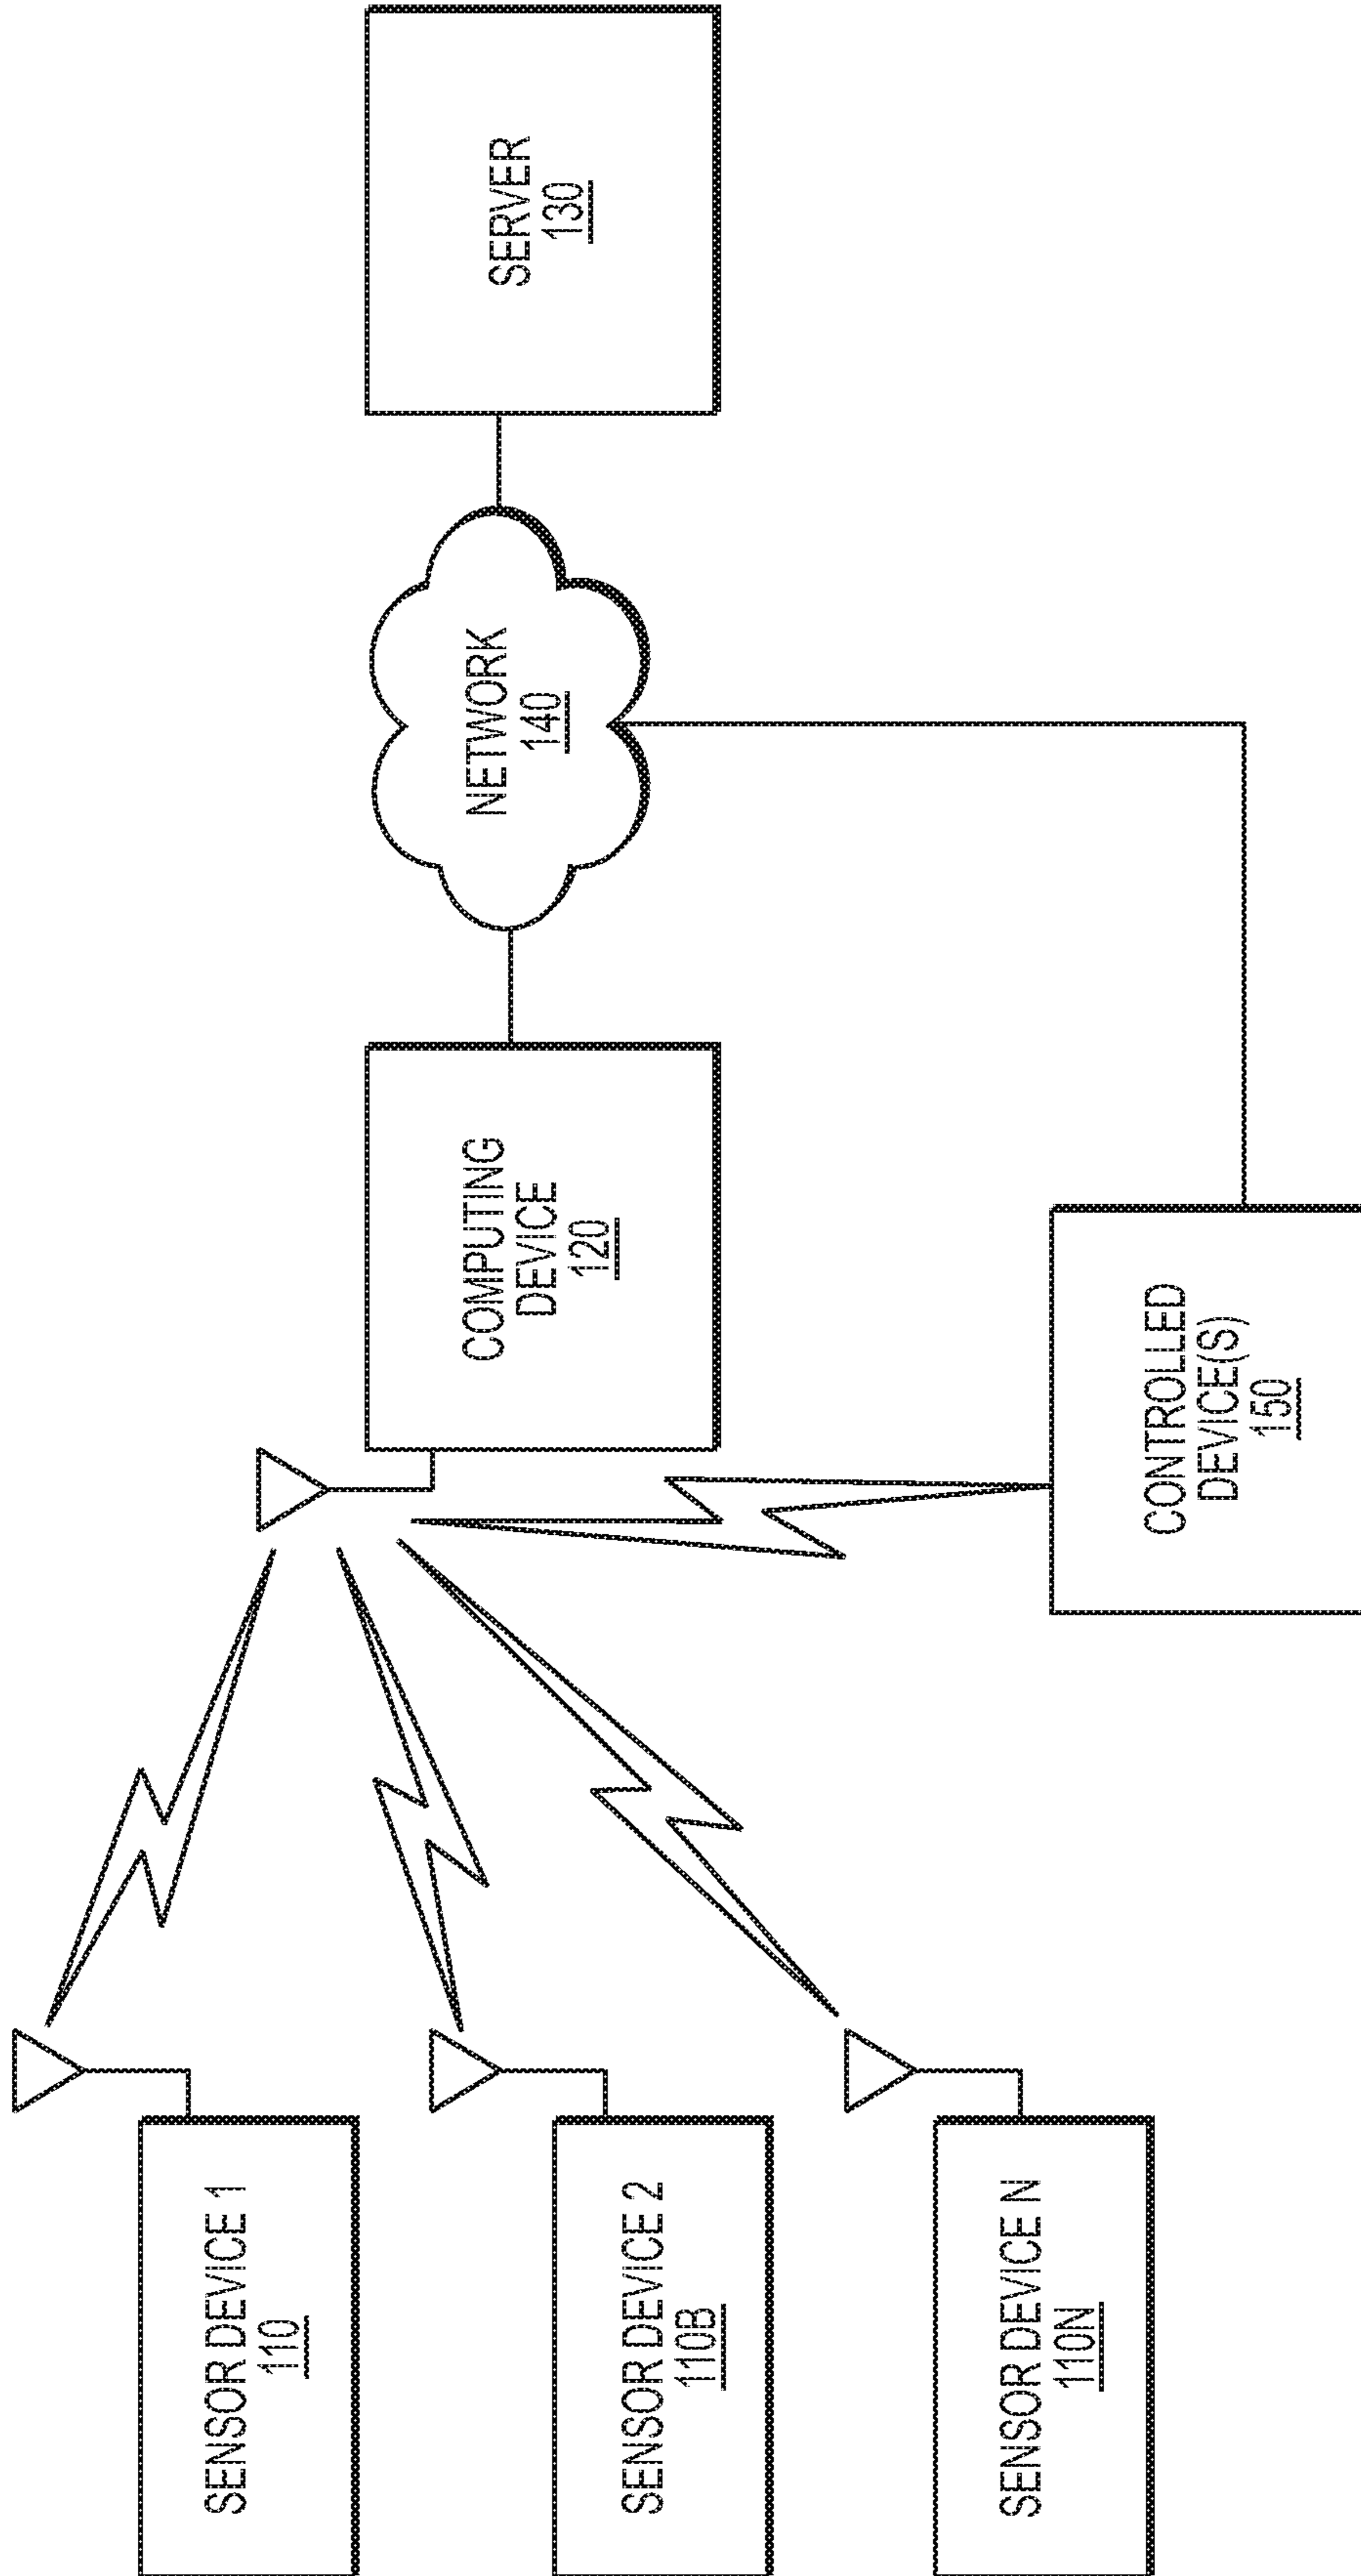 SENSOR DEVICE 1
110
SENSOR DEVICE 2
110B
SENSOR DEVICE N
110N
COMPUTING
DEVICE
120
CONTROLLED
DEVICE(S)
150
NETWORK
140
SERVER
130